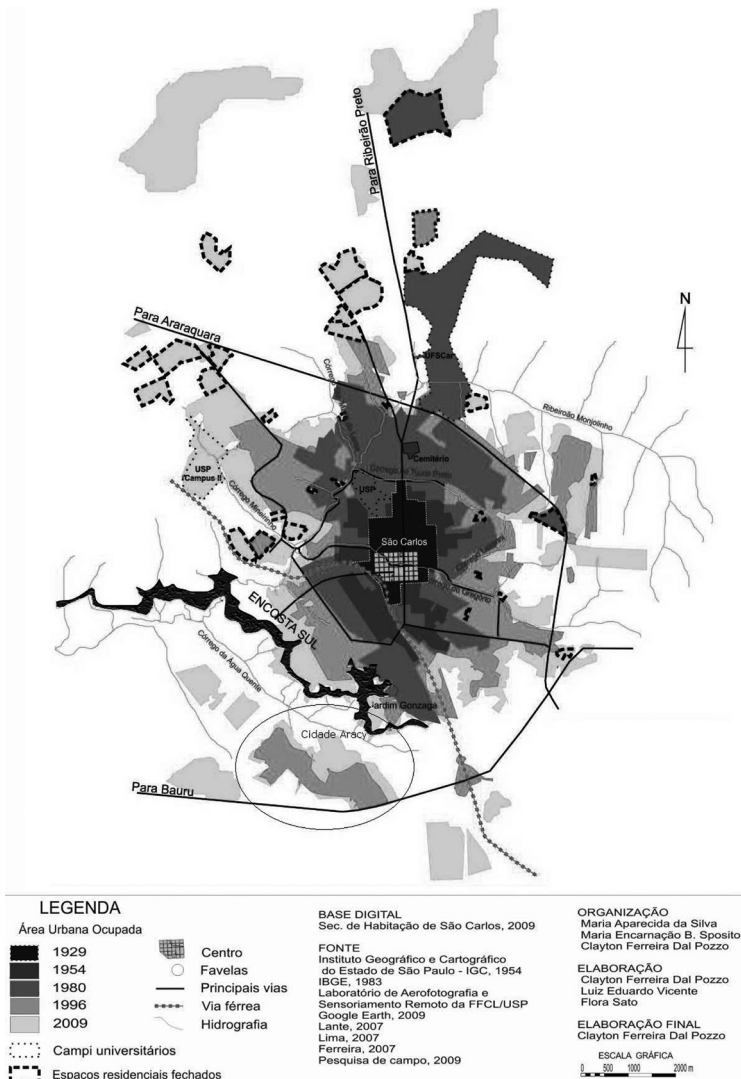 Para Ribeirão Preto
Para Araraquara
N
UFSCar
Ribeiroão Monjolinho
Cemitério
USP
USP
Campus II
Córrego Mineirinho
São Carlos
ENCOSTA SUL
Córrego da Água Quente
Jardim Gonzaga
Cidade Aracy
Para Bauru
LEGENDA
Área Urbana Ocupada
1929
1954
1980
1996
2009
Campi universitários
Espaços residenciais fechados
Centro
Favelas
Principais vias
Via férrea
Hidrografia
BASE DIGITAL
Sec. de Habitação de São Carlos, 2009
FONTE
Instituto Geográfico e Cartográfico
do Estado de São Paulo - IGC, 1954
IBGE, 1983
Laboratório de Aerofotografia e
Sensoriamento Remoto da FFCL/USP
Google Earth, 2009
Lante, 2007
Lima, 2007
Ferreira, 2007
Pesquisa de campo, 2009
ORGANIZAÇÃO
Maria Aparecida da Silva
Maria Encarnação B. Sposito
Clayton Ferreira Dal Pozzo
ELABORAÇÃO
Clayton Ferreira Dal Pozzo
Luiz Eduardo Vicente
Flora Sato
ELABORAÇÃO FINAL
Clayton Ferreira Dal Pozzo
ESCALA GRÁFICA
0 500 1000 2000 m